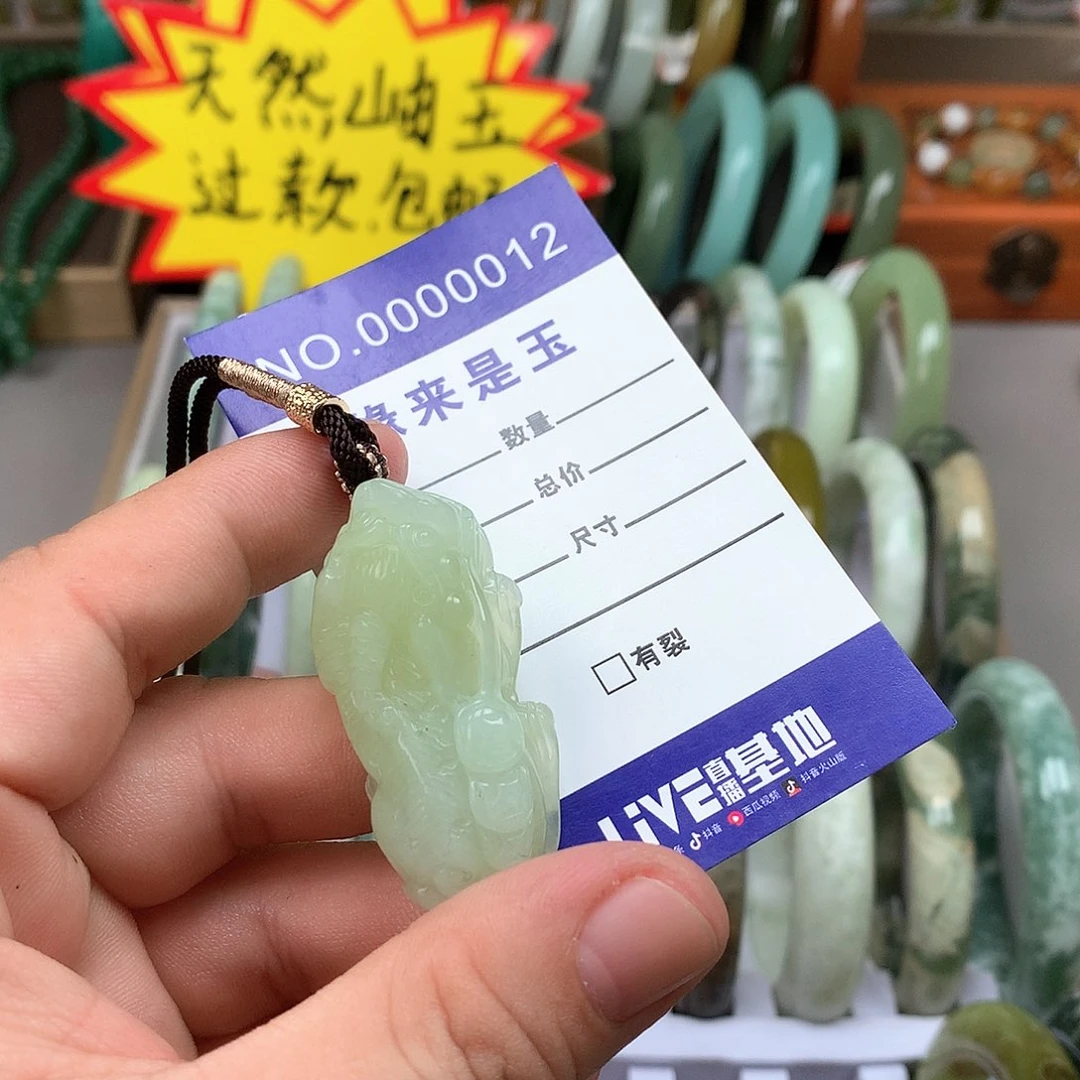 天然岫玉
过款.包邮
NO.0000012
缘来是玉
数量
总价
尺寸
有裂
LiVE直播基地
条 抖音 西瓜视频 抖音火山版